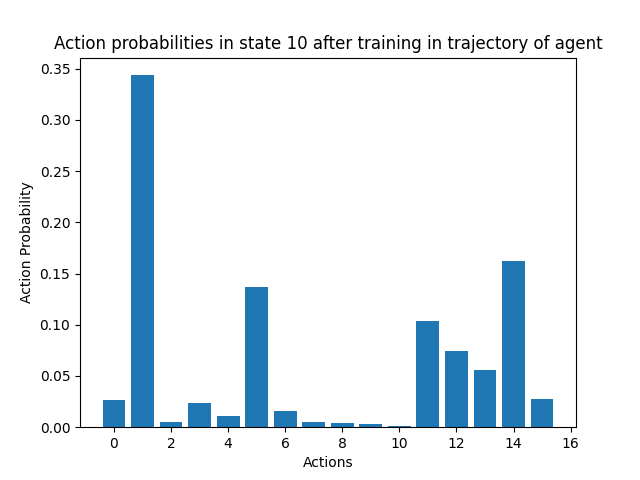 Action probabilities in state 10 after training in trajectory of agent
0.35
0.30
0.25
0.20
0.15
0.10
0.05
0.00
Action Probability
0 2 4 6 8 10 12 14 16
Actions